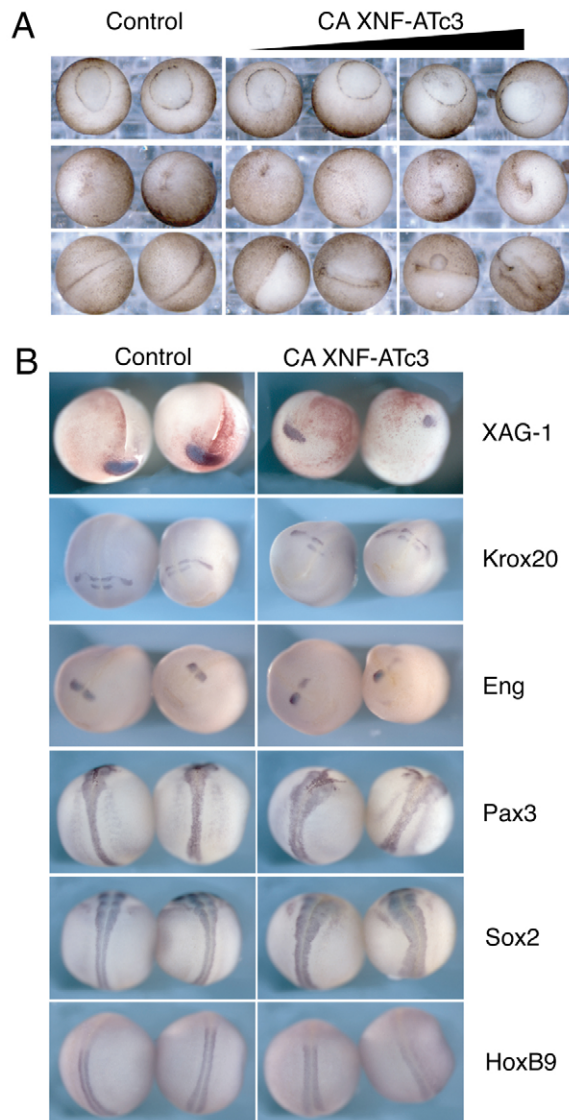 A
Control
CA XNF-ATc3
B
Control
CA XNF-ATc3
XAG-1
Krox20
Eng
Pax3
Sox2
HoxB9